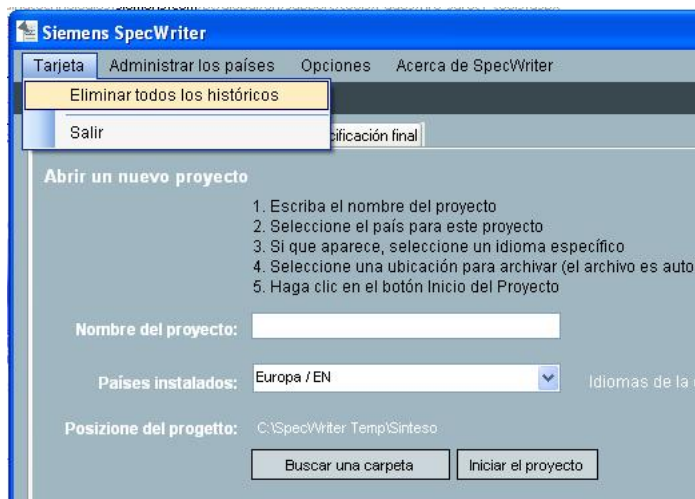 Siemens SpecWriter
Tarjeta Administrar los países Opciones Acerca de SpecWriter
Eliminar todos los históricos
Salir
final
Abrir un nuevo proyecto
1. Escriba el nombre del proyecto
2. Seleccione el país para este proyecto
3. Si que aparece, seleccione un idioma específico
4. Seleccione una ubicación para archivar (el archivo es auto
5. Haga clic en el botón Inicio del Proyecto
Nombre del proyecto:
Países instalados: Europa / EN Idiomas de la
Posizione del progetto: C:\SpecWriter Temp\Sinteso
Buscar una carpeta Iniciar el proyecto